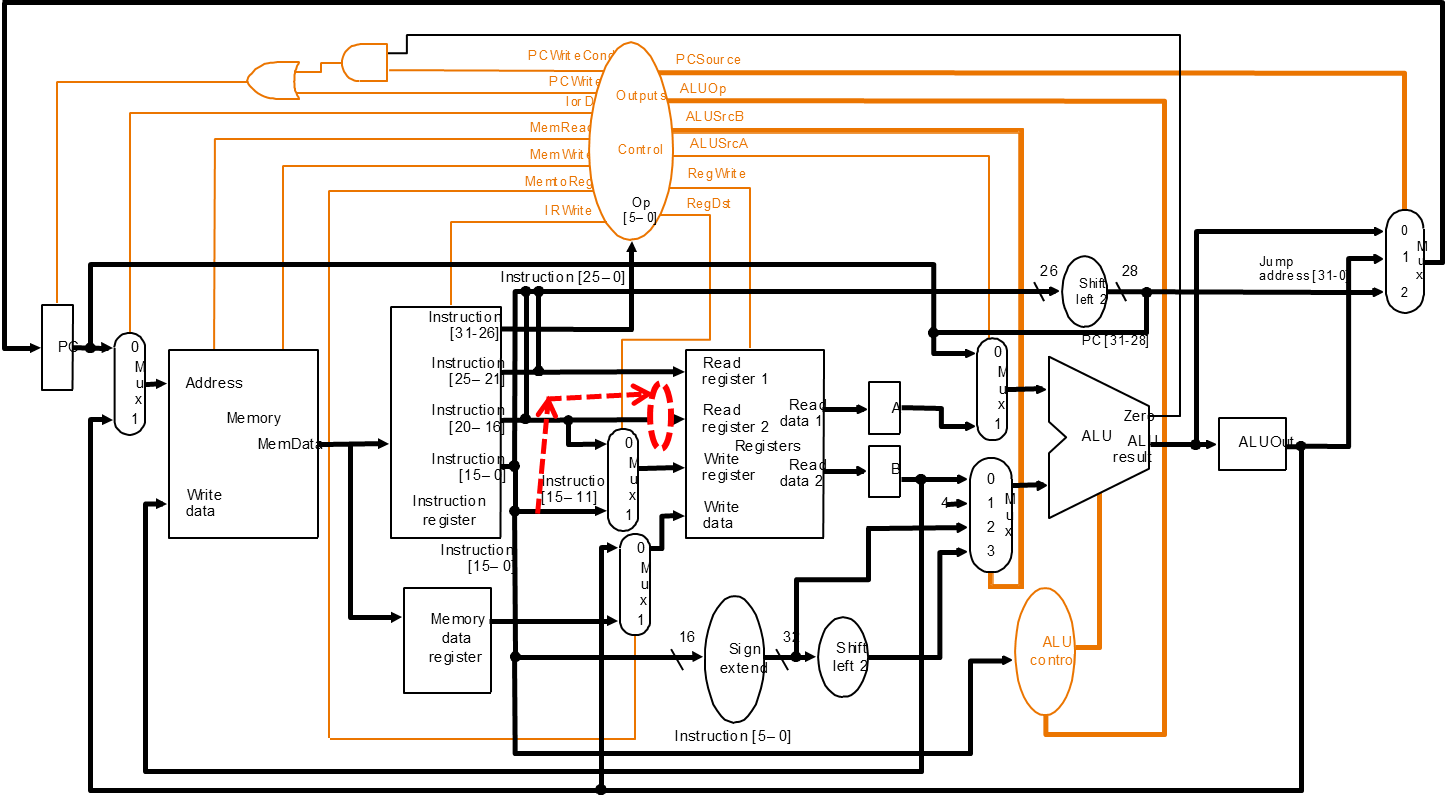 PCWriteCond
PCSource
PCWrite
ALUOp
Outputs
IorD
ALUSrcB
MemRead
ALUSrcA
Control
MemWrite
RegWrite
MemtoReg
RegDst
IRWrite
Op
[5–0]
Instruction [25–0]
26
28
Shift
left 2
Jump
address [31-0]
0
1
2
M
u
x
PC [31-28]
PC
0
M
u
x
1
Address
Memory
MemData
Write
data
Instruction
[31-26]
Instruction
[25–21]
Instruction
[20–16]
Instruction
[15–0]
Instruction
register
Instruction
[15–0]
Instructio
[15–11]
0
M
u
x
1
Read
register 1
Read
register 2
Registers
Write
register
Write
data
Read
data 1
Read
data 2
A
B
0
M
u
x
1
4
0
1
2
3
M
u
x
Zero
ALU
ALU
result
ALUOut
0
M
u
x
1
Memory
data
register
16
Sign
extend
32
Shift
left 2
ALU
control
Instruction [5–0]